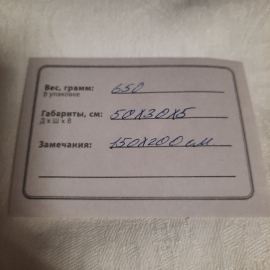 Вес, грамм: 650
В упаковке
Габариты, см: 50х30х5
Д х Ш х В
Замечания: 150х200 см